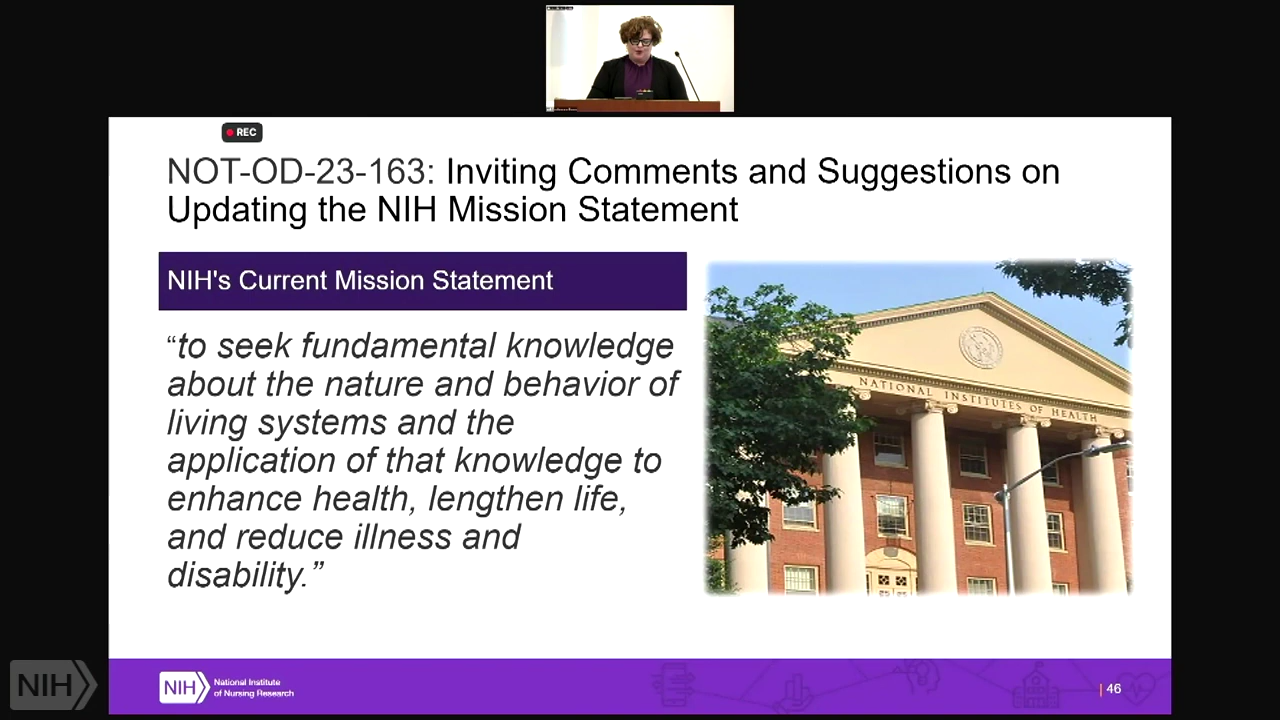 REC
NOT-OD-23-163: Inviting Comments and Suggestions on
Updating the NIH Mission Statement
NIH's Current Mission Statement
“to seek fundamental knowledge
about the nature and behavior of
living systems and the
application of that knowledge to
enhance health, lengthen life,
and reduce illness and
disability.”
NATIONAL INSTITUTES OF HEALTH
NIH
NIH
National Institute
of Nursing Research
46